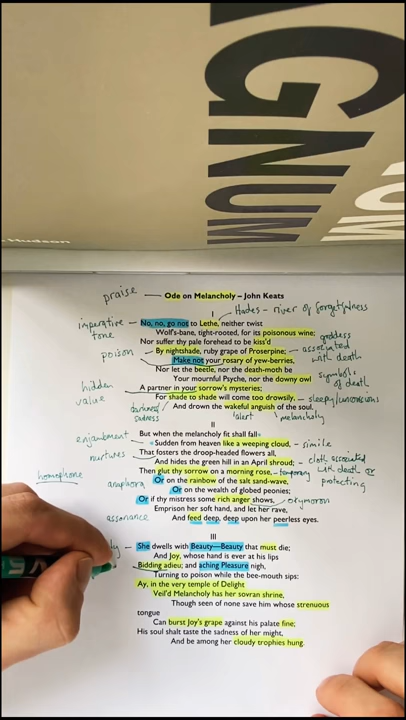 MAGNUM
Hudson
praise — Ode on Melancholy – John Keats
Hades - river of forgetfulness
I
imperative tone — No, no, go not to Lethe, neither twist
Wolf's-bane, tight-rooted, for its poisonous wine;
Nor suffer thy pale forehead to be kiss'd
goddess associated with death
poison — By nightshade, ruby grape of Proserpine;
Make not your rosary of yew-berries,
Nor let the beetle, nor the death-moth be
symbols of death
Your mournful Psyche, nor the downy owl
hidden value
A partner in your sorrow's mysteries;
For shade to shade will come too drowsily, — sleepy/unconscious
darkness/sadness
And drown the wakeful anguish of the soul.
alert
melancholy
II
But when the melancholy fit shall fall
enjambment — Sudden from heaven like a weeping cloud, — simile
nurtures — That fosters the droop-headed flowers all,
And hides the green hill in an April shroud; — cloth associated with death or protecting
homophone
Then glut thy sorrow on a morning rose, — temporary
anaphora
Or on the rainbow of the salt sand-wave,
Or on the wealth of globed peonies;
Or if thy mistress some rich anger shows, — oxymoron
Emprison her soft hand, and let her rave,
assonance
And feed deep, deep upon her peerless eyes.
III
She dwells with Beauty—Beauty that must die;
And Joy, whose hand is ever at his lips
Bidding adieu; and aching Pleasure nigh,
Turning to poison while the bee-mouth sips:
Ay, in the very temple of Delight
Veil'd Melancholy has her sovran shrine,
Though seen of none save him whose strenuous
tongue
Can burst Joy's grape against his palate fine;
His soul shalt taste the sadness of her might,
And be among her cloudy trophies hung.